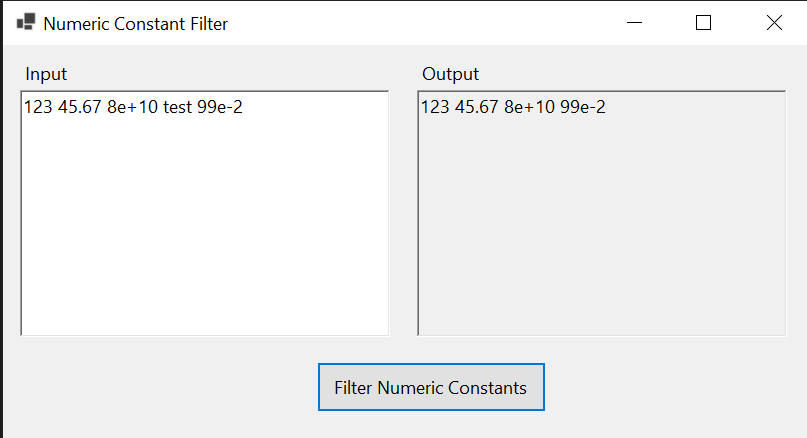 Numeric Constant Filter
Input
Output
123 45.67 8e+10 test 99e-2
123 45.67 8e+10 99e-2
Filter Numeric Constants